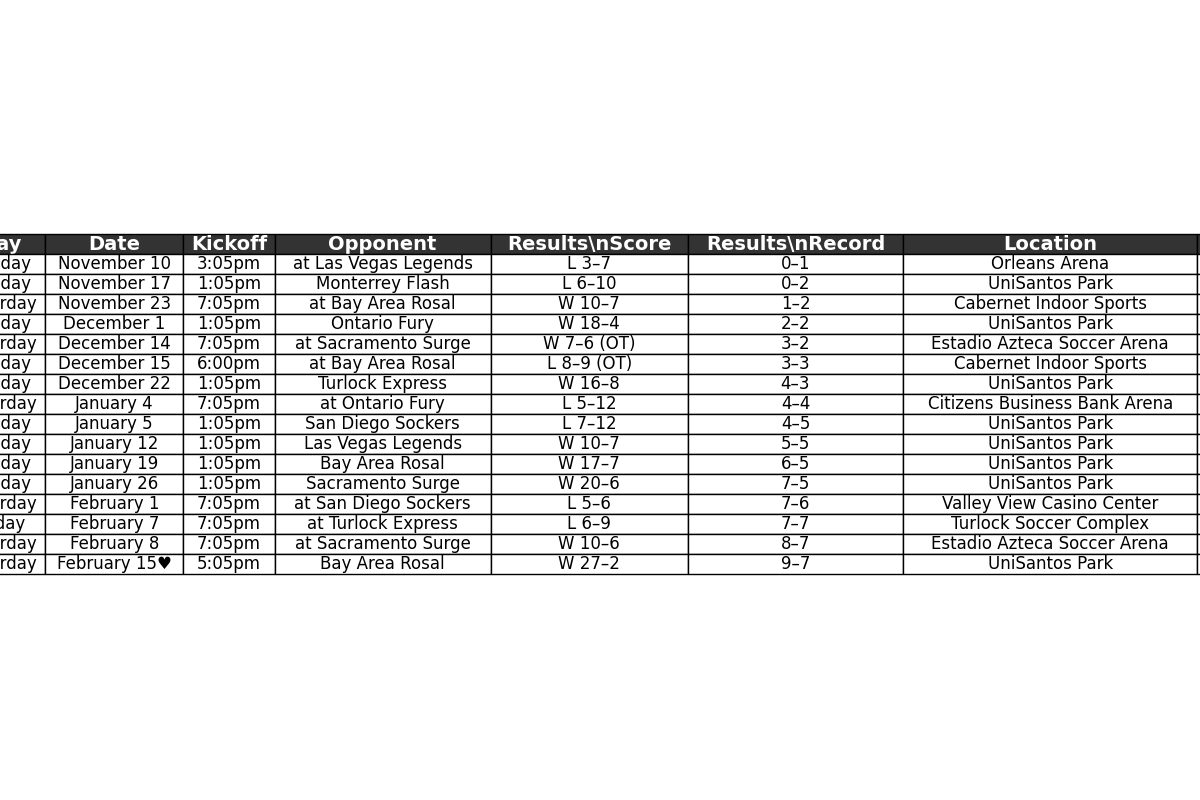 ay Date Kickoff Opponent Results\nScore Results\nRecord Location
day November 10 3:05pm at Las Vegas Legends L 3–7 0–1 Orleans Arena
day November 17 1:05pm Monterrey Flash L 6–10 0–2 UniSantos Park
rday November 23 7:05pm at Bay Area Rosal W 10–7 1–2 Cabernet Indoor Sports
day December 1 1:05pm Ontario Fury W 18–4 2–2 UniSantos Park
rday December 14 7:05pm at Sacramento Surge W 7–6 (OT) 3–2 Estadio Azteca Soccer Arena
day December 15 6:00pm at Bay Area Rosal L 8–9 (OT) 3–3 Cabernet Indoor Sports
day December 22 1:05pm Turlock Express W 16–8 4–3 UniSantos Park
rday January 4 7:05pm at Ontario Fury L 5–12 4–4 Citizens Business Bank Arena
day January 5 1:05pm San Diego Sockers L 7–12 4–5 UniSantos Park
day January 12 1:05pm Las Vegas Legends W 10–7 5–5 UniSantos Park
day January 19 1:05pm Bay Area Rosal W 17–7 6–5 UniSantos Park
day January 26 1:05pm Sacramento Surge W 20–6 7–5 UniSantos Park
rday February 1 7:05pm at San Diego Sockers L 5–6 7–6 Valley View Casino Center
day February 7 7:05pm at Turlock Express L 6–9 7–7 Turlock Soccer Complex
rday February 8 7:05pm at Sacramento Surge W 10–6 8–7 Estadio Azteca Soccer Arena
rday February 15♥ 5:05pm Bay Area Rosal W 27–2 9–7 UniSantos Park